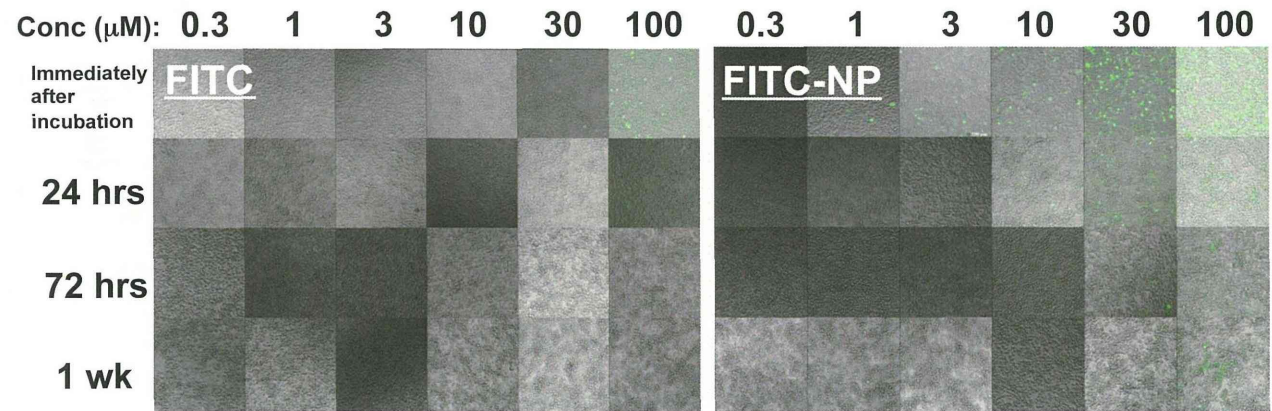 Conc (μM): 0.3 1 3 10 30 100 0.3 1 3 10 30 100
Immediately
after
incubation
FITC FITC-NP
24 hrs
72 hrs
1 wk